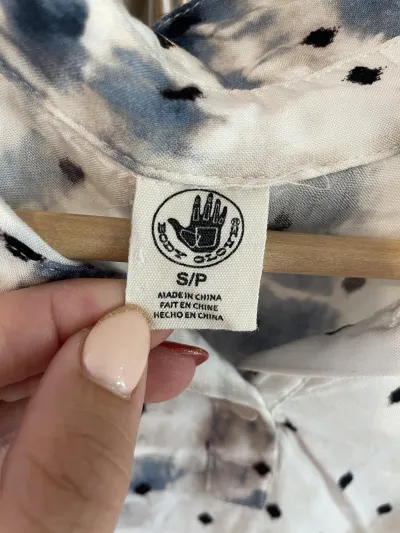 BODY GLOVE
S/P
MADE IN CHINA
FAIT EN CHINE
HECHO EN CHINA